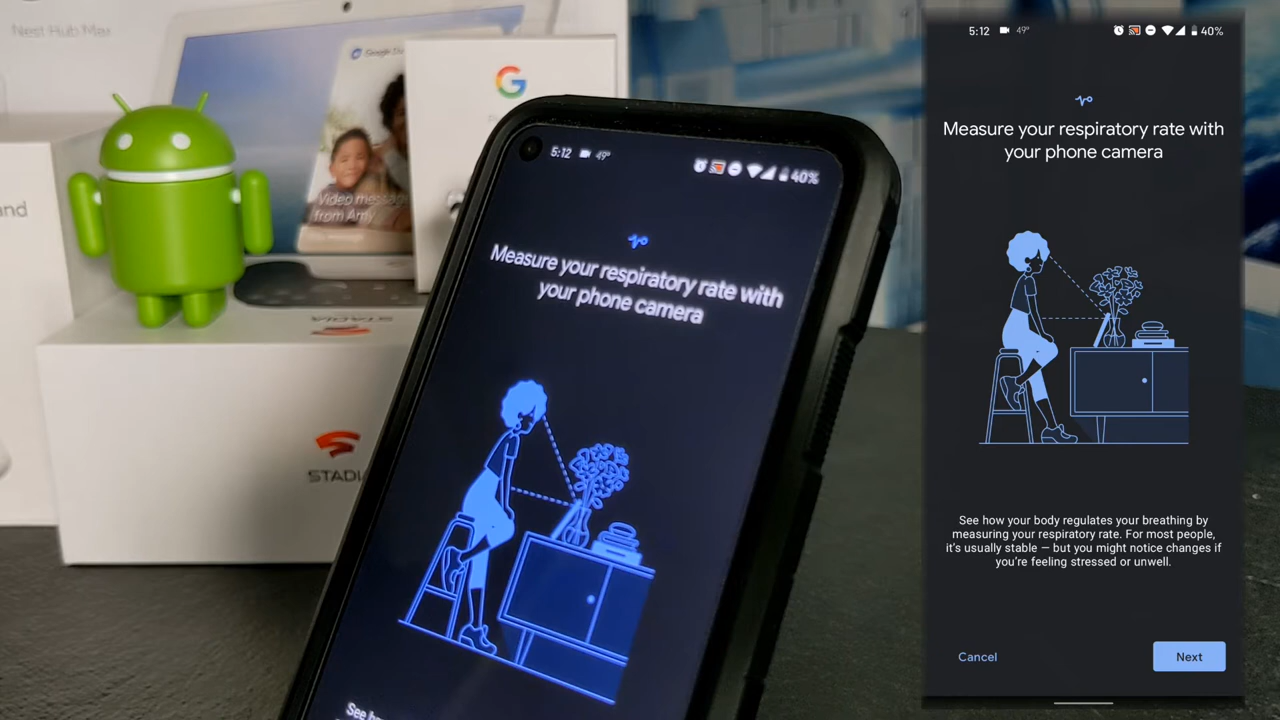 Nest Hub Max
Google
Video message
from Amy
and
STADIA
STADI
5:12 49°
40%
Measure your respiratory rate with
your phone camera
See h
5:12 49°
40%
Measure your respiratory rate with
your phone camera
See how your body regulates your breathing by
measuring your respiratory rate. For most people,
it's usually stable — but you might notice changes if
you're feeling stressed or unwell.
Cancel
Next